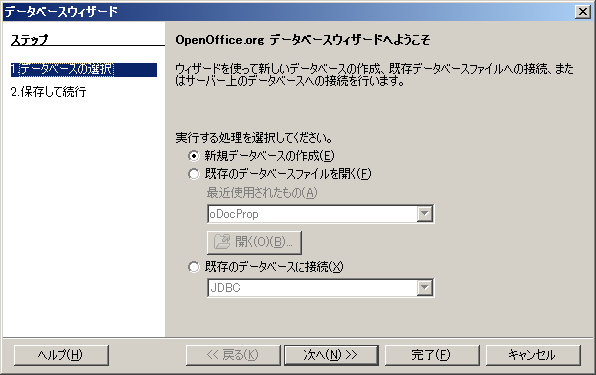 データベースウィザード
ステップ
1.データベースの選択
2.保存して続行
OpenOffice.org データベースウィザードへようこそ
ウィザードを使って新しいデータベースの作成、既存データベースファイルへの接続、また
はサーバー上のデータベースへの接続を行います。
実行する処理を選択してください。
新規データベースの作成(E)
既存のデータベースファイルを開く(F)
最近使用されたもの(A)
oDocProp
開く(O)(B)...
既存のデータベースに接続(X)
JDBC
ヘルプ(H)
<< 戻る(K)
次へ(N) >>
完了(F)
キャンセル